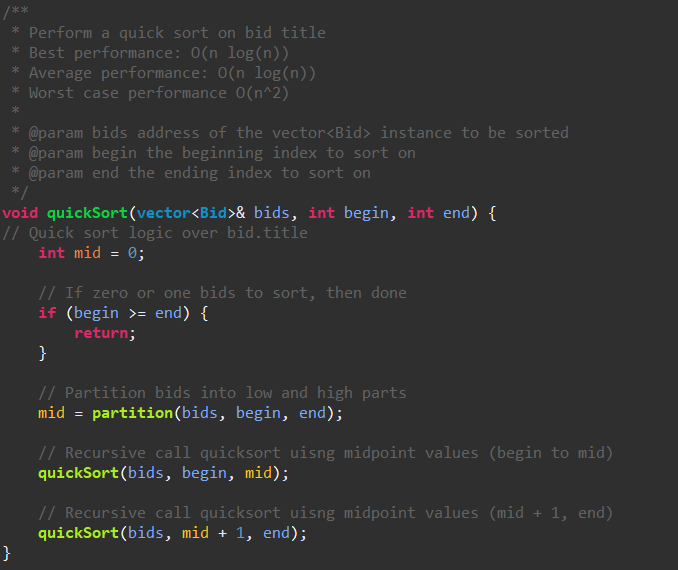 /**
 * Perform a quick sort on bid title
 * Best performance: O(n log(n))
 * Average performance: O(n log(n))
 * Worst case performance O(n^2)
 *
 * @param bids address of the vector<Bid> instance to be sorted
 * @param begin the beginning index to sort on
 * @param end the ending index to sort on
 */
void quickSort(vector<Bid>& bids, int begin, int end) {
// Quick sort logic over bid.title
    int mid = 0;

    // If zero or one bids to sort, then done
    if (begin >= end) {
        return;
    }

    // Partition bids into low and high parts
    mid = partition(bids, begin, end);

    // Recursive call quicksort uisng midpoint values (begin to mid)
    quickSort(bids, begin, mid);

    // Recursive call quicksort uisng midpoint values (mid + 1, end)
    quickSort(bids, mid + 1, end);
}